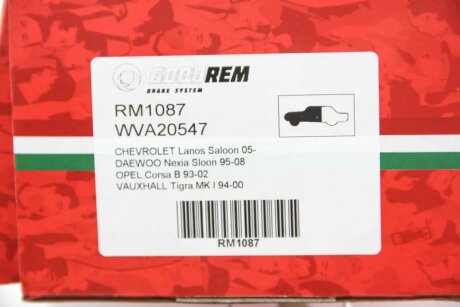 GOODREM
BRAKE SYSTEM
RM1087
WVA20547
CHEVROLET Lanos Saloon 05-
DAEWOO Nexia Sloon 95-08
OPEL Corsa B 93-02
VAUXHALL Tigra MK I 94-00
RM1087